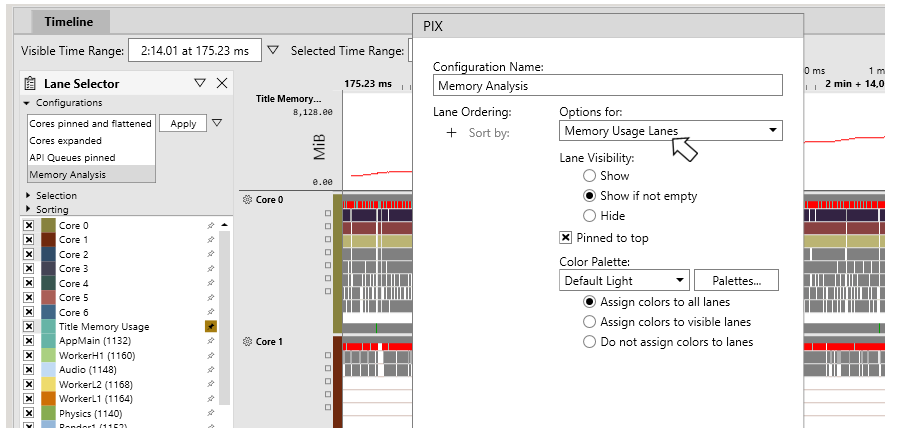 Timeline
PIX
Visible Time Range: 2:14.01 at 175.23 ms Selected Time Range:
Lane Selector
Configurations
Cores pinned and flattened Apply
Cores expanded
API Queues pinned
Memory Analysis
Selection
Sorting
Core 0
Core 1
Core 2
Core 3
Core 4
Core 5
Core 6
Title Memory Usage
AppMain (1132)
WorkerH1 (1160)
Audio (1148)
WorkerL2 (1168)
WorkerL1 (1164)
Physics (1140)
Render1 (1152)
175.23 ms
Title Memory...
8,128.00
MiB
0.00
Core 0
Core 1
Configuration Name:
Memory Analysis
Lane Ordering:
+ Sort by:
Options for:
Memory Usage Lanes
Lane Visibility:
Show
Show if not empty
Hide
Pinned to top
Color Palette:
Default Light Palettes...
Assign colors to all lanes
Assign colors to visible lanes
Do not assign colors to lanes
0 ms 1 m
2 min + 14,0